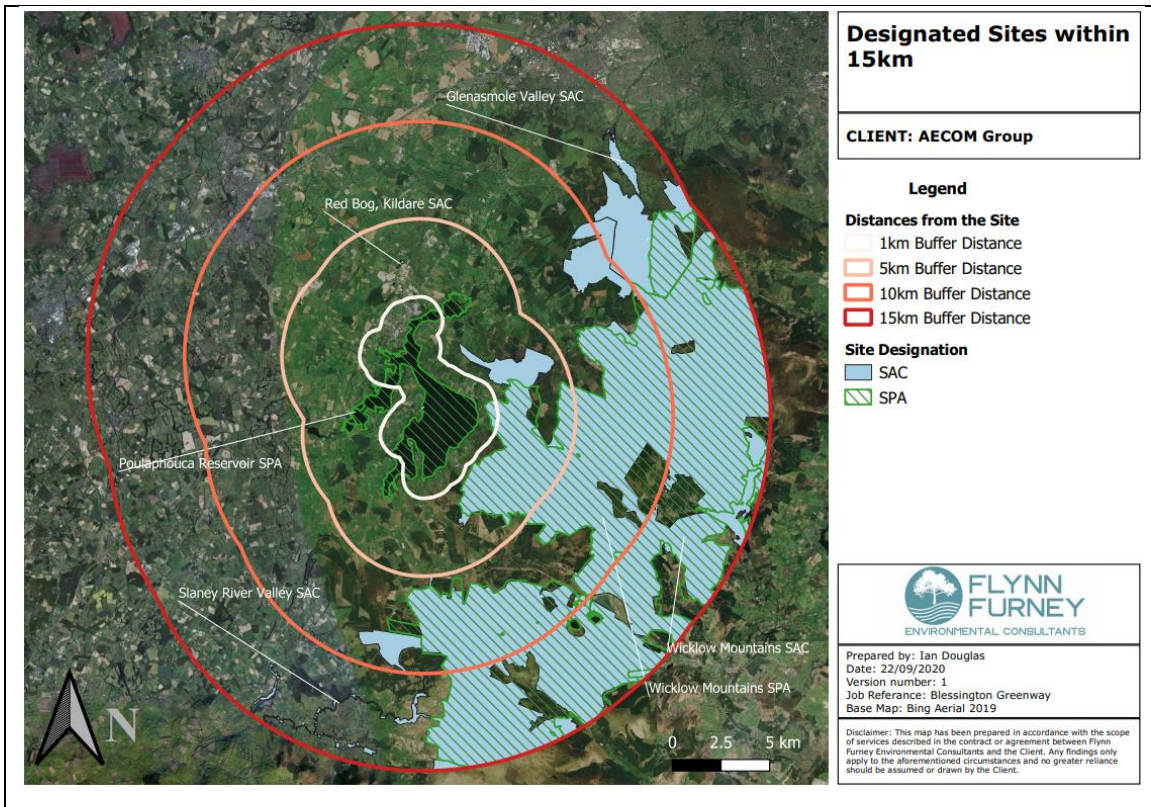 Glenasmole Valley SAC
Red Bog, Kildare SAC
Poulaphouca Reservoir SPA
Slaney River Valley SAC
Wicklow Mountains SAC
Wicklow Mountains SPA
N
0 2.5 5 km
Designated Sites within
15km
CLIENT: AECOM Group
Legend
Distances from the Site
1km Buffer Distance
5km Buffer Distance
10km Buffer Distance
15km Buffer Distance
Site Designation
SAC
SPA
FLYNN
FURNEY
ENVIRONMENTAL CONSULTANTS
Prepared by: Ian Douglas
Date: 22/09/2020
Version number: 1
Job Referance: Blessington Greenway
Base Map: Bing Aerial 2019
Disclaimer: This map has been prepared in accordance with the scope
of services described in the contract or agreement between Flynn
Furney Environmental Consultants and the Client. Any findings only
apply to the aforementioned circumstances and no greater reliance
should be assumed or drawn by the Client.